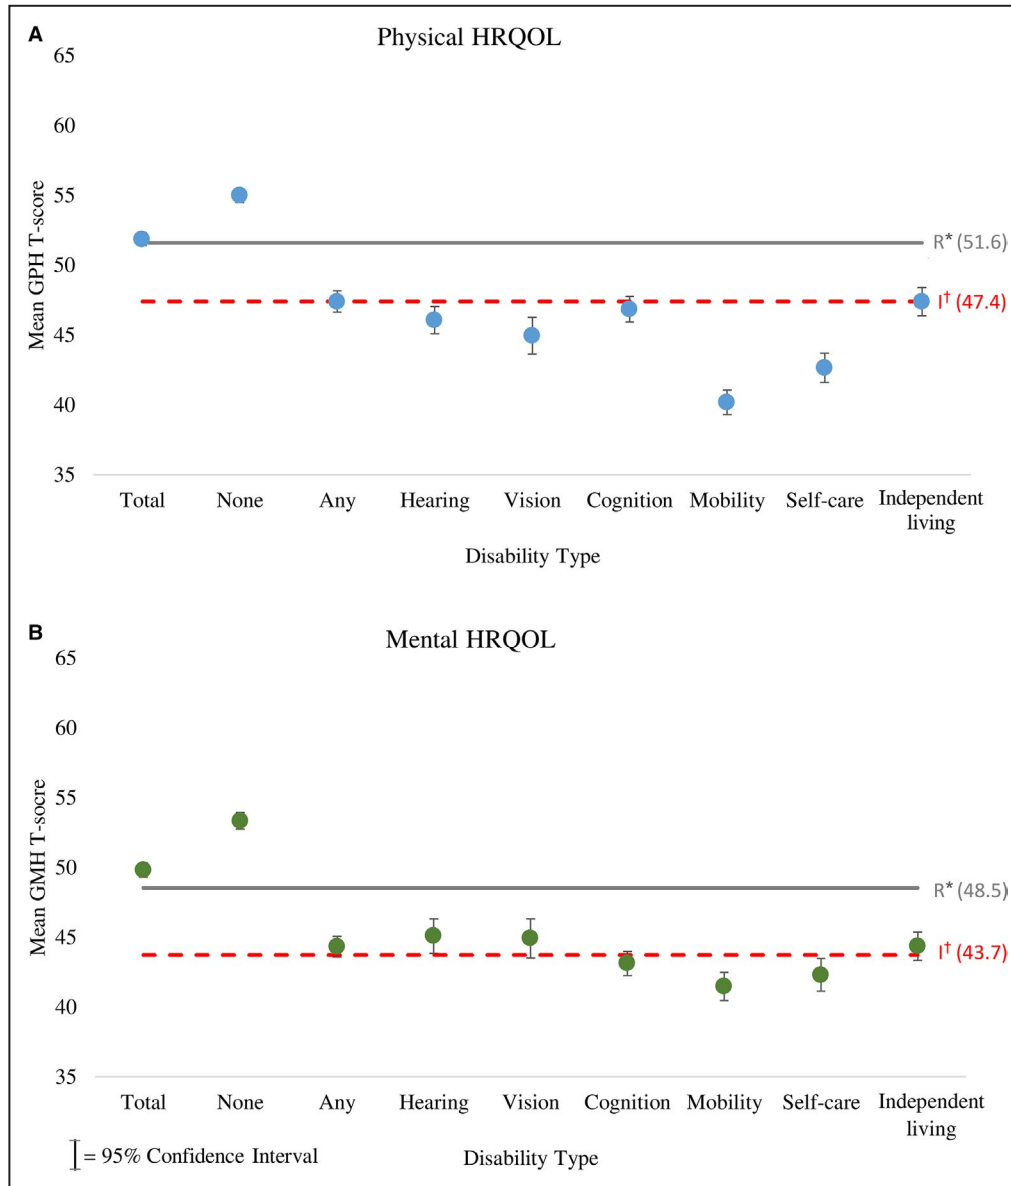 A
Physical HRQOL
65
60
55
50
45
40
35
Mean GPH T-score
R* (51.6)
I† (47.4)
Total None Any Hearing Vision Cognition Mobility Self-care Independent living
Disability Type
B
Mental HRQOL
65
60
55
50
45
40
35
Mean GMH T-socre
R* (48.5)
I† (43.7)
Total None Any Hearing Vision Cognition Mobility Self-care Independent living
= 95% Confidence Interval
Disability Type